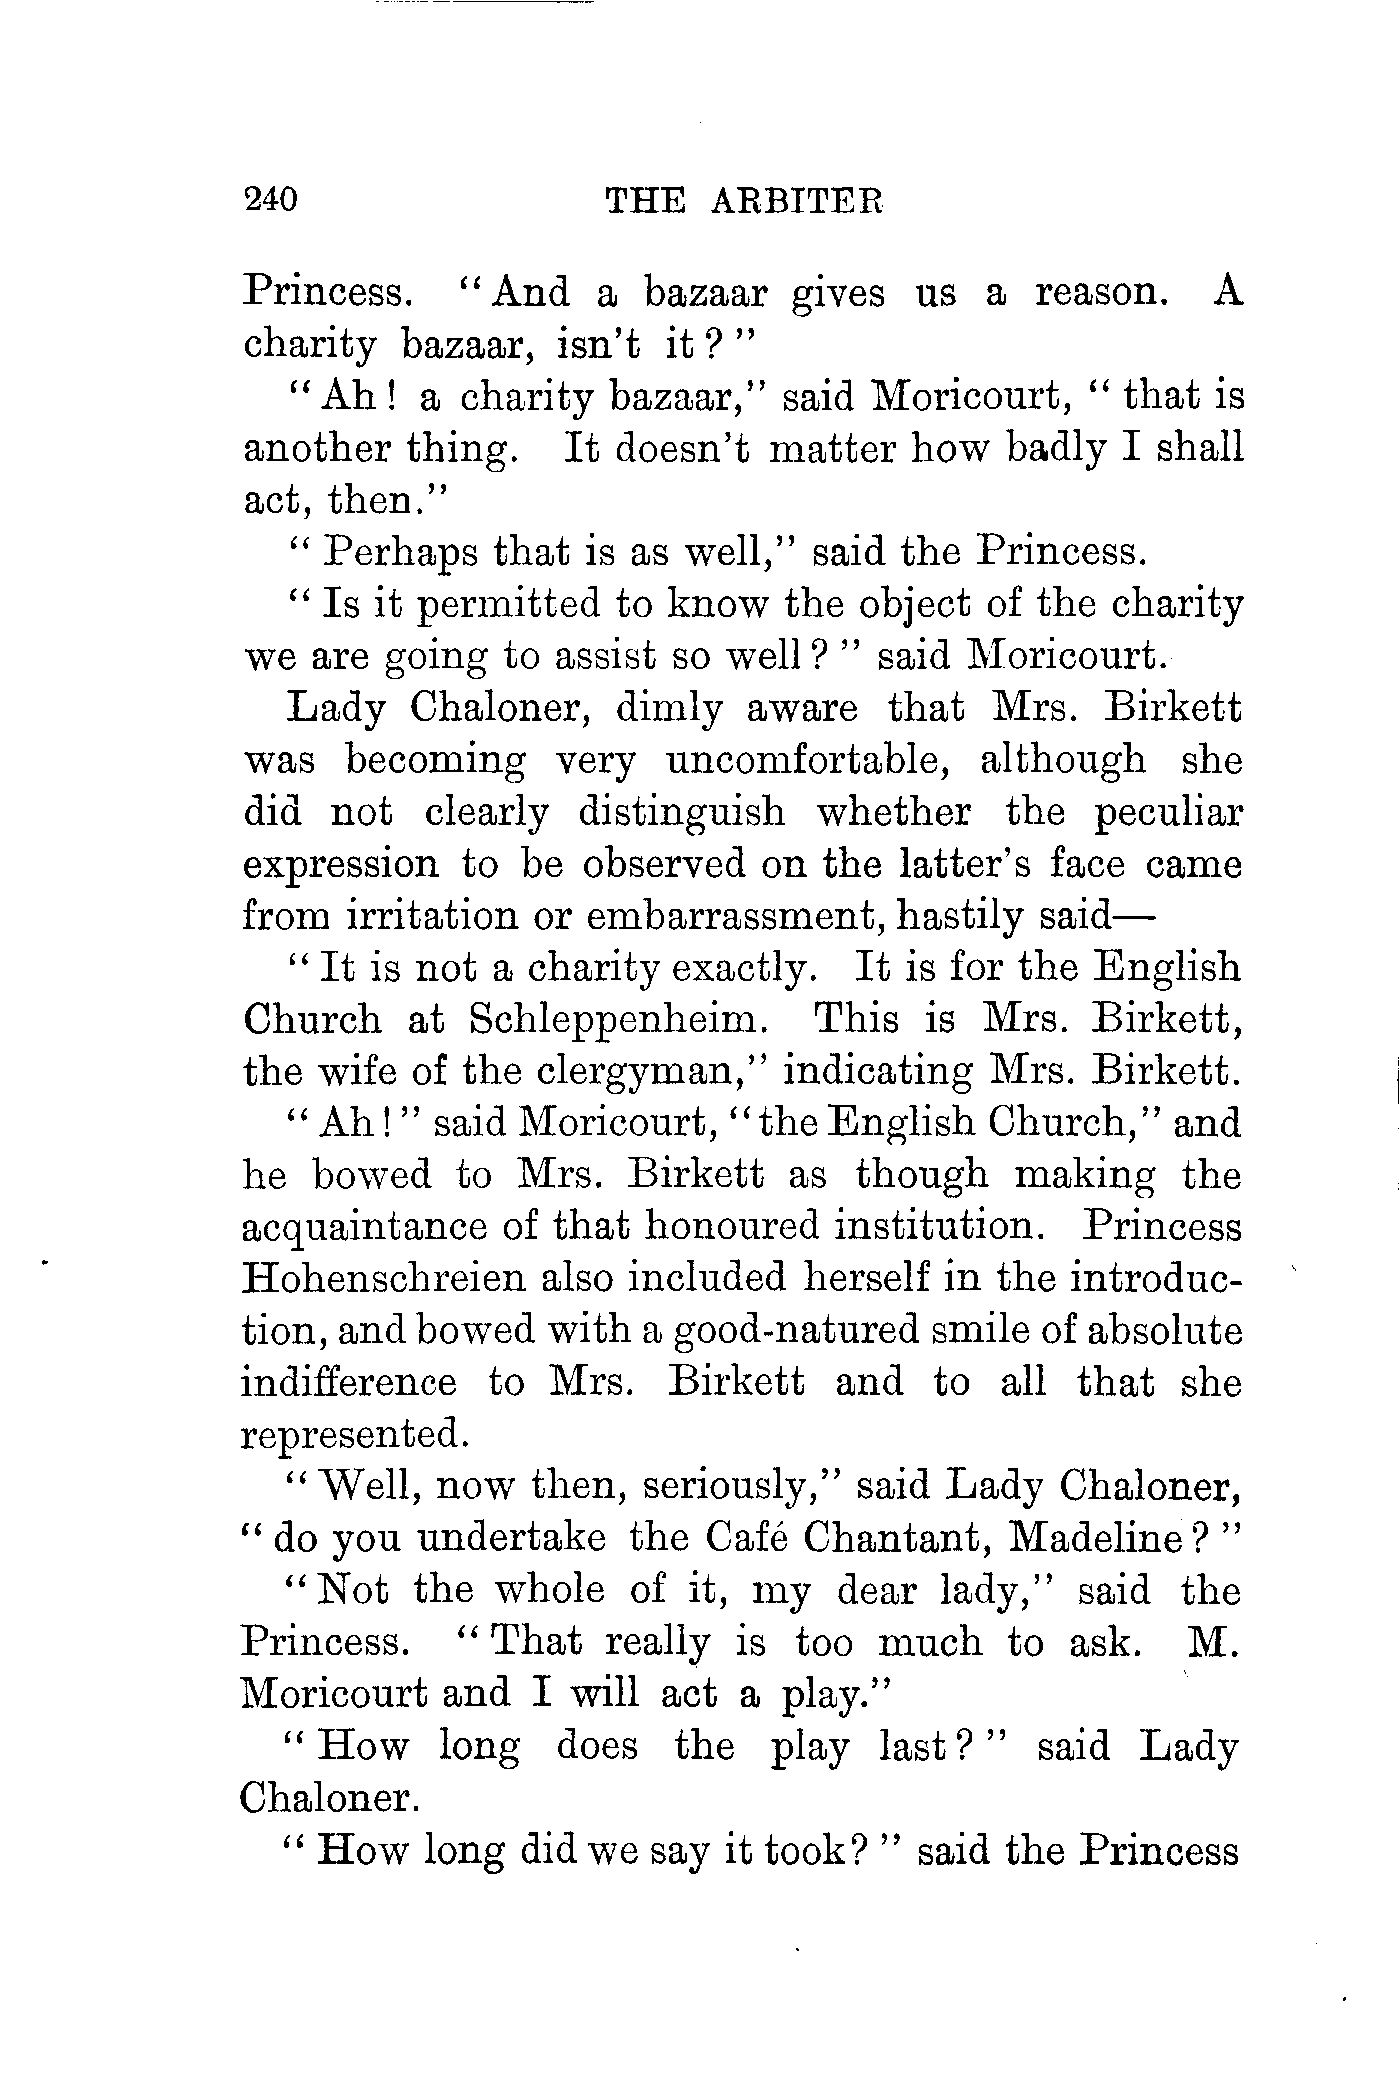 240 THE ARBITER
Princess. “And a bazaar gives us a reason. A
charity bazaar, isn't it?”
“Ah! a charity bazaar,” said Moricourt, “that is
another thing. It doesn't matter how badly I shall
act, then.”
“Perhaps that is as well,” said the Princess.
“Is it permitted to know the object of the charity
we are going to assist so well?” said Moricourt.
Lady Chaloner, dimly aware that Mrs. Birkett
was becoming very uncomfortable, although she
did not clearly distinguish whether the peculiar
expression to be observed on the latter's face came
from irritation or embarrassment, hastily said—
“It is not a charity exactly. It is for the English
Church at Schleppenheim. This is Mrs. Birkett,
the wife of the clergyman,” indicating Mrs. Birkett.
“Ah!” said Moricourt, “the English Church,” and
he bowed to Mrs. Birkett as though making the
acquaintance of that honoured institution. Princess
Hohenschreien also included herself in the introduc-
tion, and bowed with a good-natured smile of absolute
indifference to Mrs. Birkett and to all that she
represented.
“Well, now then, seriously,” said Lady Chaloner,
“do you undertake the Café Chantant, Madeline?”
“Not the whole of it, my dear lady,” said the
Princess. “That really is too much to ask. M.
Moricourt and I will act a play.”
“How long does the play last?” said Lady
Chaloner.
“How long did we say it took?” said the Princess